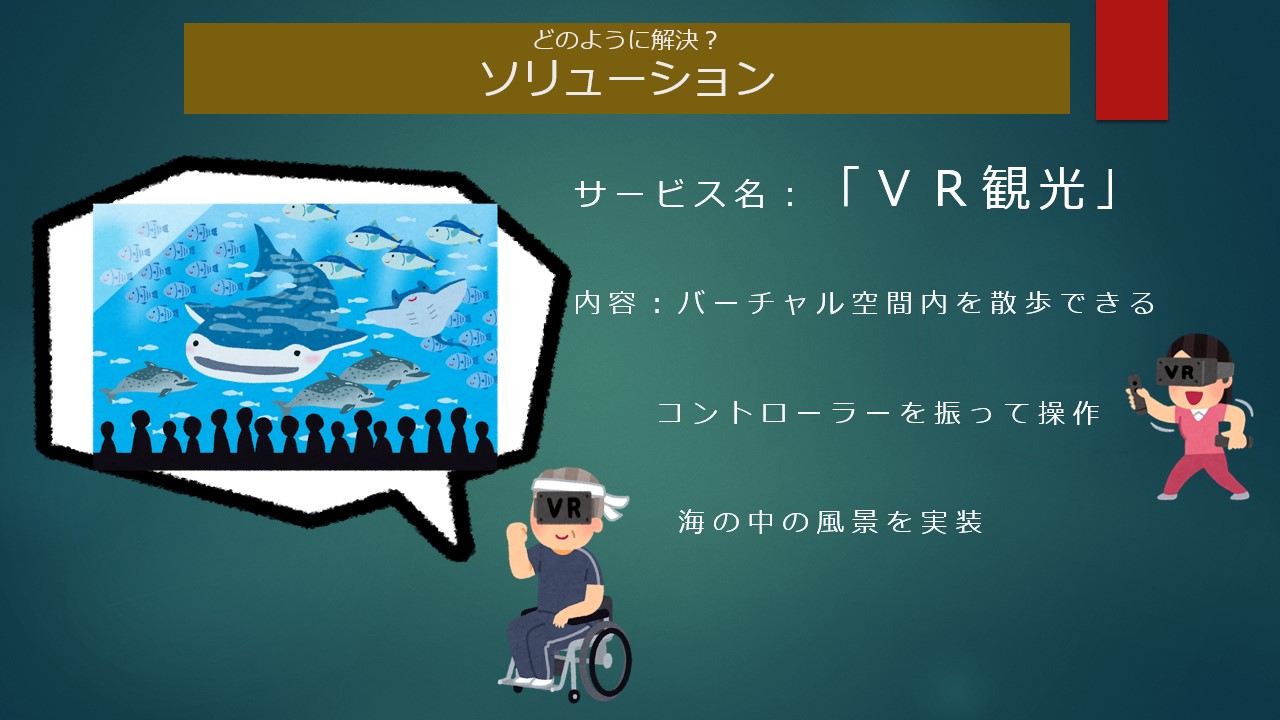 どのように解決？
ソリューション
サービス名：「ＶＲ観光」
内容：バーチャル空間内を散歩できる
コントローラーを振って操作
海の中の風景を実装
VR
VR